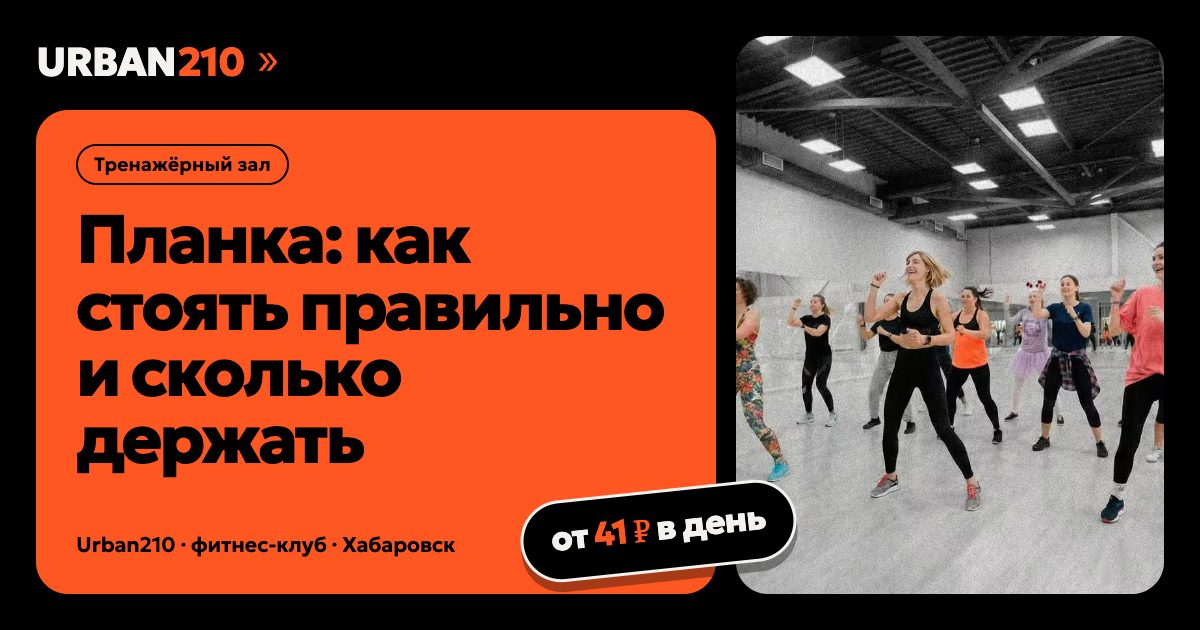 URBAN210 »
Тренажёрный зал
Планка: как
стоять правильно
и сколько
держать
Urban210 · фитнес-клуб · Хабаровск
от 41 ₽ в день